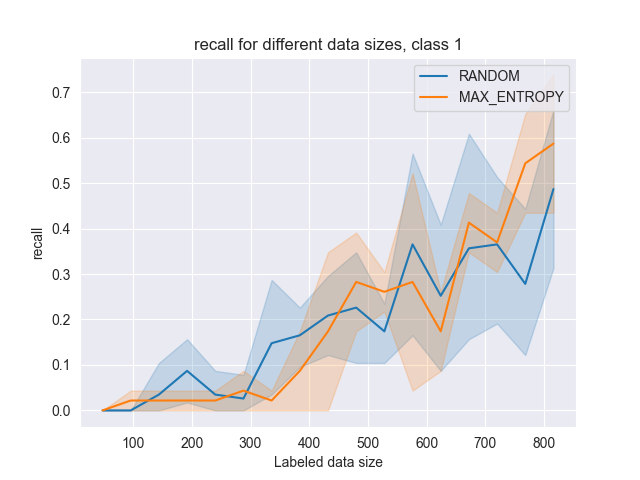 recall for different data sizes, class 1
RANDOM
MAX_ENTROPY
recall
0.7
0.6
0.5
0.4
0.3
0.2
0.1
0.0
100 200 300 400 500 600 700 800
Labeled data size